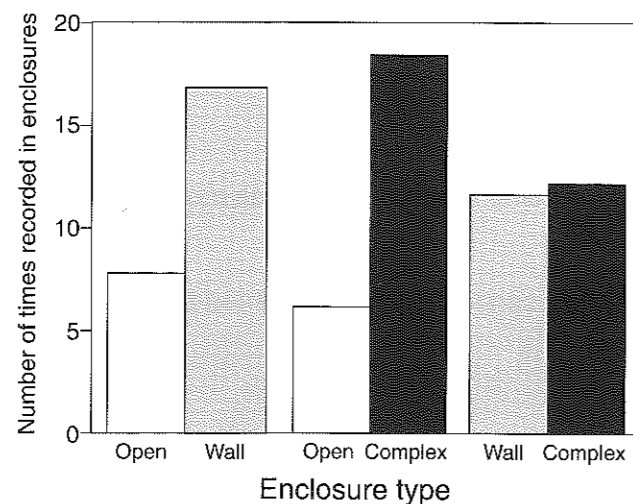 Number of times recorded in enclosures
20
15
10
5
0
Open Wall Open Complex Wall Complex
Enclosure type